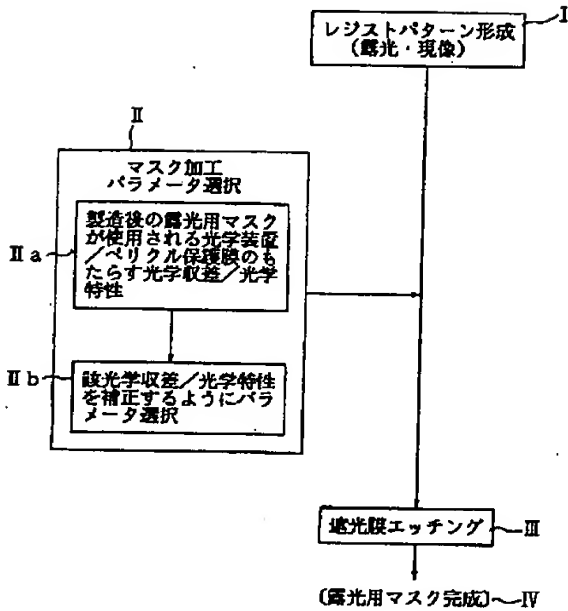 I
レジストパターン形成
(露光・現像)
II
マスク加工
パラメータ選択
IIa
製造後の露光用マスク
が使用される光学装置
/ペリクル保護膜のも
たらす光学収差/光学
特性
IIb
該光学収差/光学特性
を補正するようにパラ
メータ選択
遮光膜エッチング
III
[露光用マスク完成]
IV